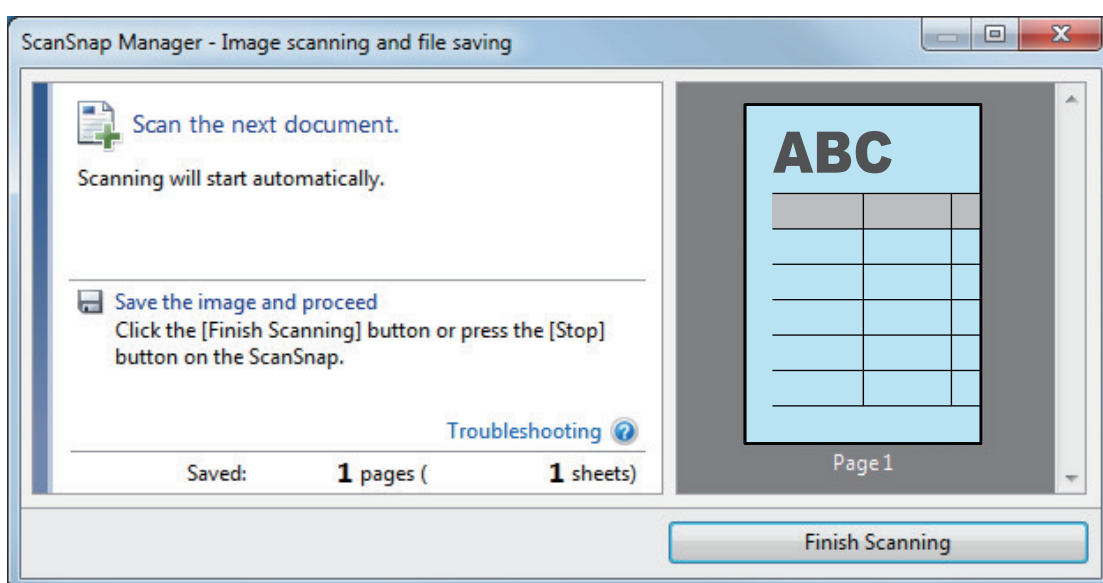 ScanSnap Manager - Image scanning and file saving
Scan the next document.
Scanning will start automatically.
Save the image and proceed
Click the [Finish Scanning] button or press the [Stop]
button on the ScanSnap.
Troubleshooting
Saved: 1 pages ( 1 sheets)
ABC
Page 1
Finish Scanning